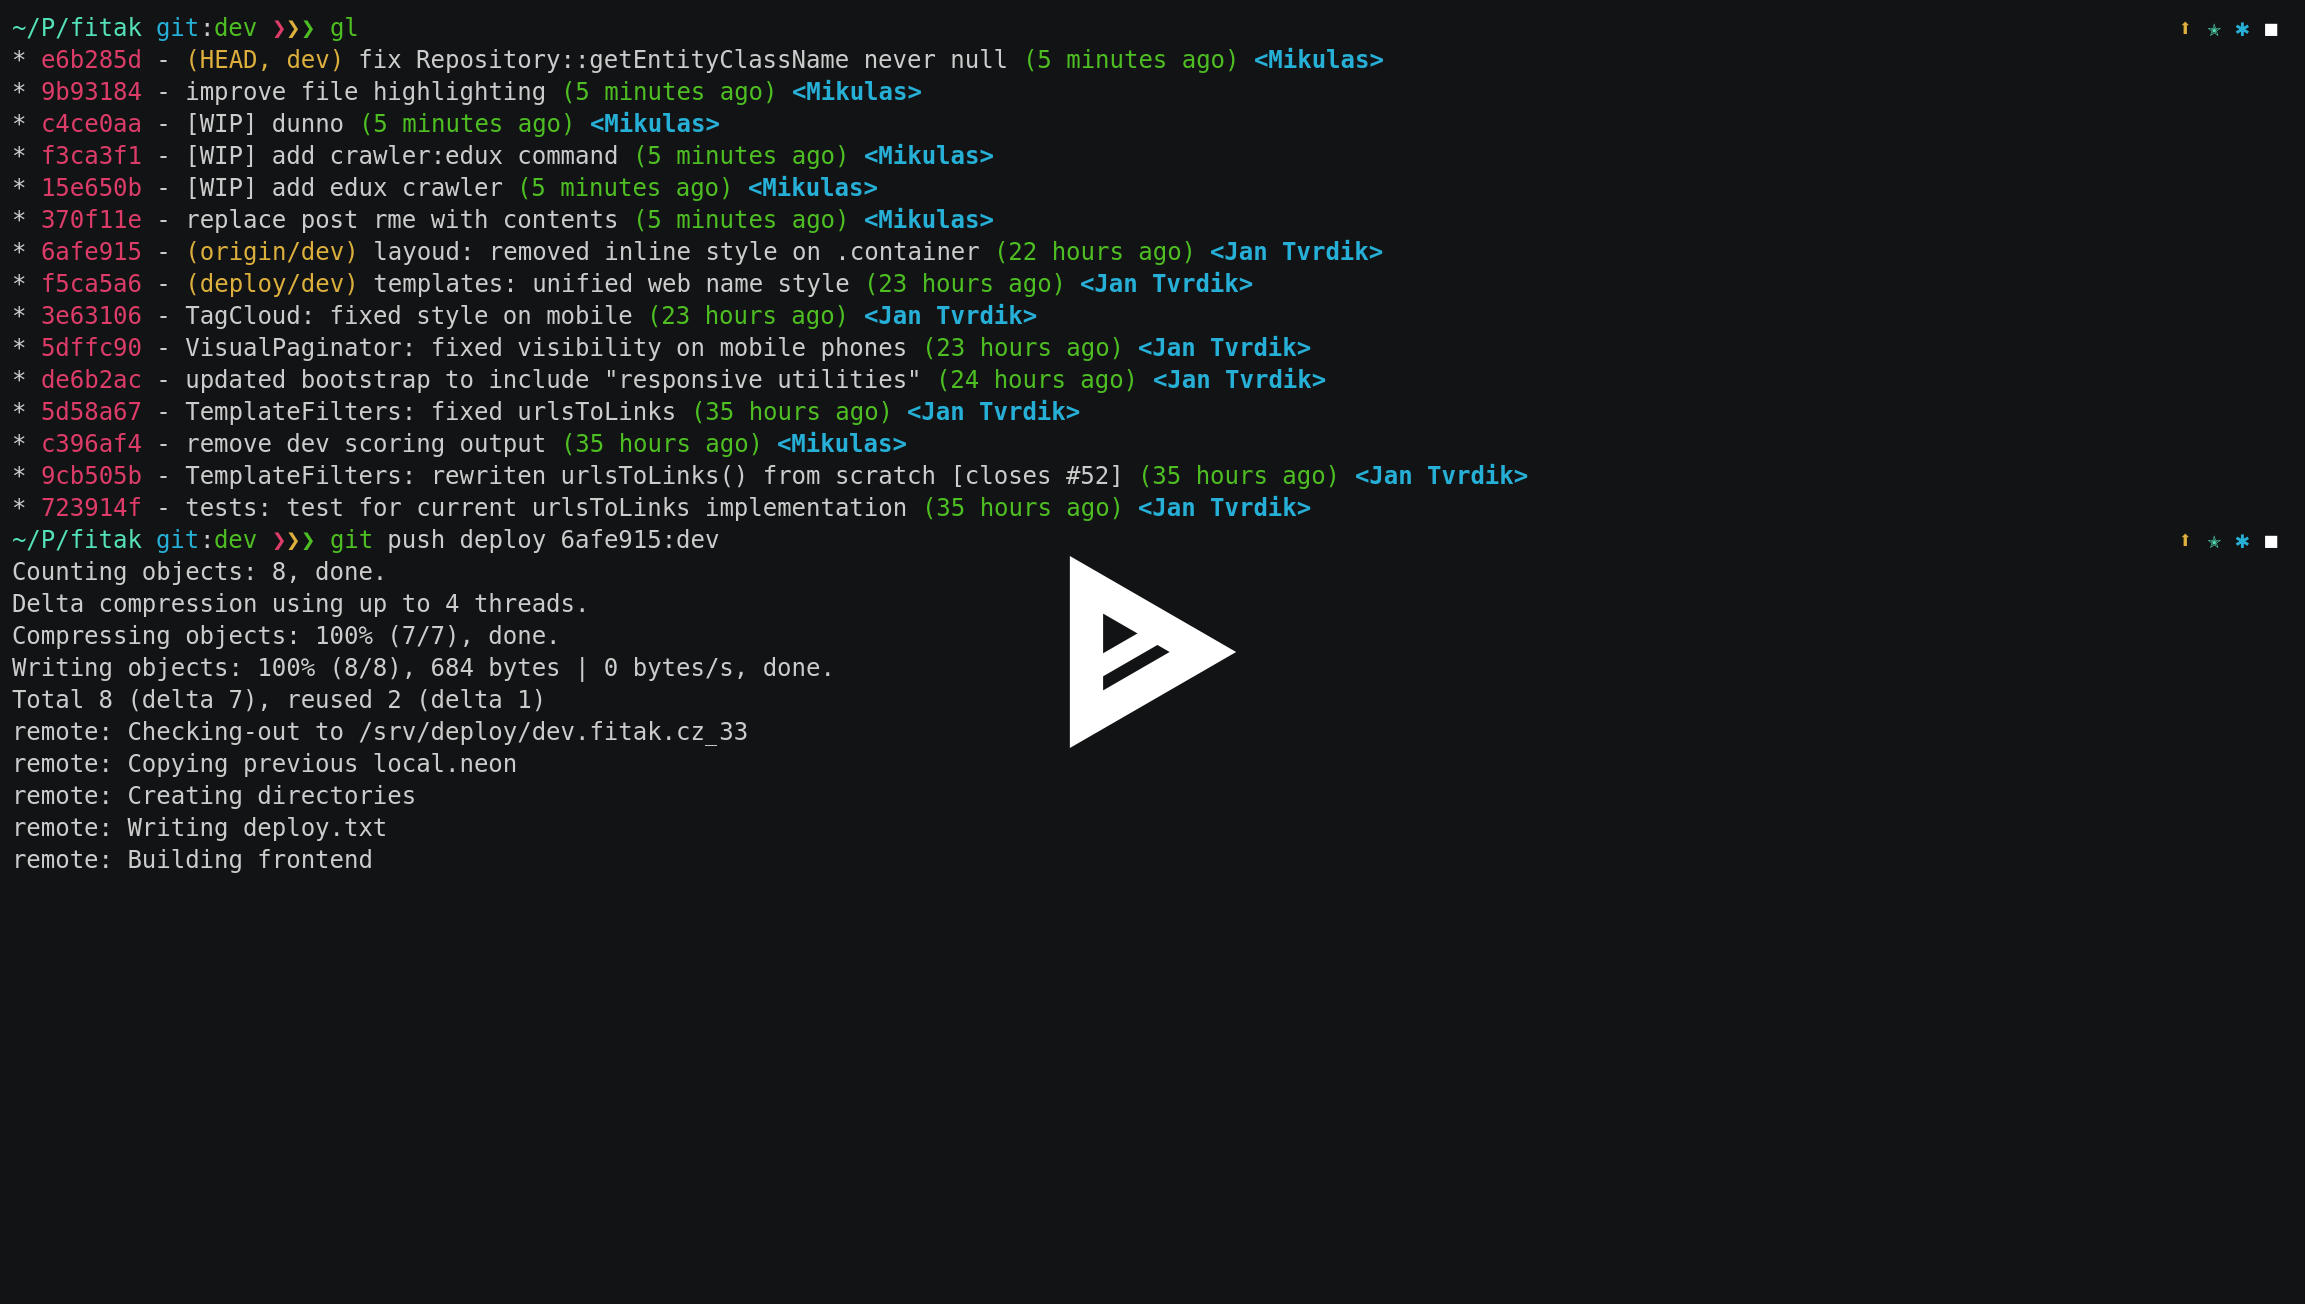 ~/P/fitak git:dev ❯❯❯ gl ⬆ ✭ ✱ ◼
* e6b285d - (HEAD, dev) fix Repository::getEntityClassName never null (5 minutes ago) <Mikulas>
* 9b93184 - improve file highlighting (5 minutes ago) <Mikulas>
* c4ce0aa - [WIP] dunno (5 minutes ago) <Mikulas>
* f3ca3f1 - [WIP] add crawler:edux command (5 minutes ago) <Mikulas>
* 15e650b - [WIP] add edux crawler (5 minutes ago) <Mikulas>
* 370f11e - replace post rme with contents (5 minutes ago) <Mikulas>
* 6afe915 - (origin/dev) layoud: removed inline style on .container (22 hours ago) <Jan Tvrdik>
* f5ca5a6 - (deploy/dev) templates: unified web name style (23 hours ago) <Jan Tvrdik>
* 3e63106 - TagCloud: fixed style on mobile (23 hours ago) <Jan Tvrdik>
* 5dffc90 - VisualPaginator: fixed visibility on mobile phones (23 hours ago) <Jan Tvrdik>
* de6b2ac - updated bootstrap to include "responsive utilities" (24 hours ago) <Jan Tvrdik>
* 5d58a67 - TemplateFilters: fixed urlsToLinks (35 hours ago) <Jan Tvrdik>
* c396af4 - remove dev scoring output (35 hours ago) <Mikulas>
* 9cb505b - TemplateFilters: rewriten urlsToLinks() from scratch [closes #52] (35 hours ago) <Jan Tvrdik>
* 723914f - tests: test for current urlsToLinks implementation (35 hours ago) <Jan Tvrdik>
~/P/fitak git:dev ❯❯❯ git push deploy 6afe915:dev ⬆ ✭ ✱ ◼
Counting objects: 8, done.
Delta compression using up to 4 threads.
Compressing objects: 100% (7/7), done.
Writing objects: 100% (8/8), 684 bytes | 0 bytes/s, done.
Total 8 (delta 7), reused 2 (delta 1)
remote: Checking-out to /srv/deploy/dev.fitak.cz_33
remote: Copying previous local.neon
remote: Creating directories
remote: Writing deploy.txt
remote: Building frontend